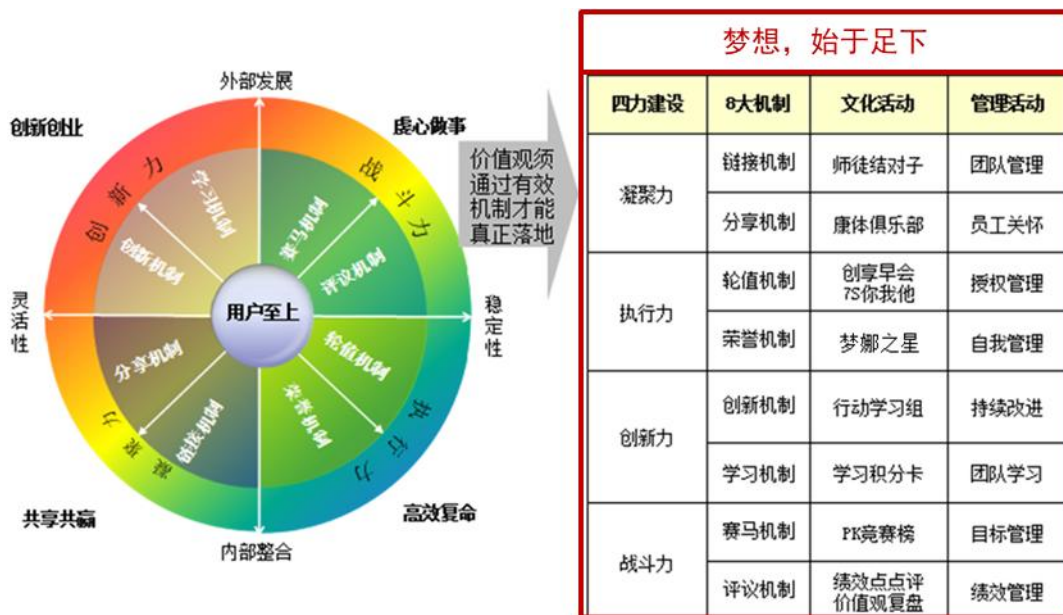 外部发展
创新创业
虚心做事
创新力
战斗力
学习机制
赛马机制
创新机制
评议机制
灵活性
用户至上
稳定性
分享机制
轮值机制
链接机制
荣誉机制
凝聚力
执行力
共享共赢
高效复命
内部整合
价值观须
通过有效
机制才能
真正落地
梦想，始于足下
四力建设 8大机制 文化活动 管理活动
凝聚力
链接机制 师徒结对子 团队管理
分享机制 康体俱乐部 员工关怀
执行力
轮值机制 创享早会 授权管理
7S你我他
荣誉机制 梦娜之星 自我管理
创新力
创新机制 行动学习组 持续改进
学习机制 学习积分卡 团队学习
战斗力
赛马机制 PK竞赛榜 目标管理
评议机制 绩效点点评 绩效管理
价值观复盘